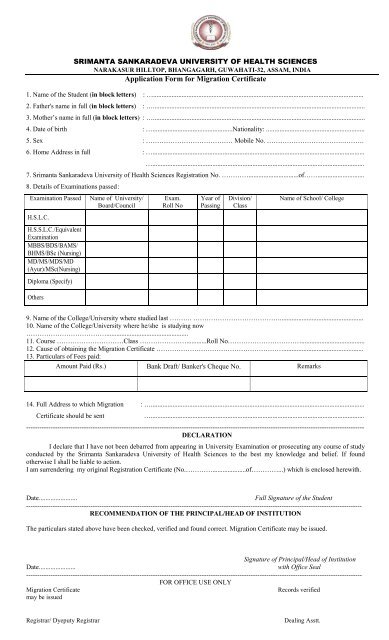 SRIMANTA SANKARADEVA UNIVERSITY OF HEALTH SCIENCES
NARAKASUR HILLTOP, BHANGAGARH, GUWAHATI-32, ASSAM, INDIA
Application Form for Migration Certificate
1. Name of the Student (in block letters) :
2. Father's name in full (in block letters) :
3. Mother's name in full (in block letters) :
4. Date of birth : Nationality:
5. Sex : Mobile No.
6. Home Address in full :
7. Srimanta Sankaradeva University of Health Sciences Registration No. of
8. Details of Examinations passed:
Examination Passed Name of University/ Board/Council Exam. Roll No Year of Passing Division/ Class Name of School/ College
H.S.L.C.
H.S.S.L.C./Equivalent
Examination
MBBS/BDS/BAMS/
BHMS/BSc (Nursing)
MD/MS/MDS/MD
(Ayur)/MSc(Nursing)
Diploma (Specify)
Others
9. Name of the College/University where studied last
10. Name of the College/University where he/she is studying now
11. Course Class Roll No.
12. Cause of obtaining the Migration Certificate
13. Particulars of Fees paid:
Amount Paid (Rs.) Bank Draft/ Banker's Cheque No. Remarks
14. Full Address to which Migration :
Certificate should be sent
DECLARATION
I declare that I have not been debarred from appearing in University Examination or prosecuting any course of study
conducted by the Srimanta Sankaradeva University of Health Sciences to the best my knowledge and belief. If found
otherwise I shall be liable to action.
I am surrendering my original Registration Certificate (No. of ) which is enclosed herewith.
Date Full Signature of the Student
RECOMMENDATION OF THE PRINCIPAL/HEAD OF INSTITUTION
The particulars stated above have been checked, verified and found correct. Migration Certificate may be issued.
Signature of Principal/Head of Institution
Date with Office Seal
FOR OFFICE USE ONLY
Migration Certificate Records verified
may be issued
Registrar/ Dyeputy Registrar Dealing Asstt.